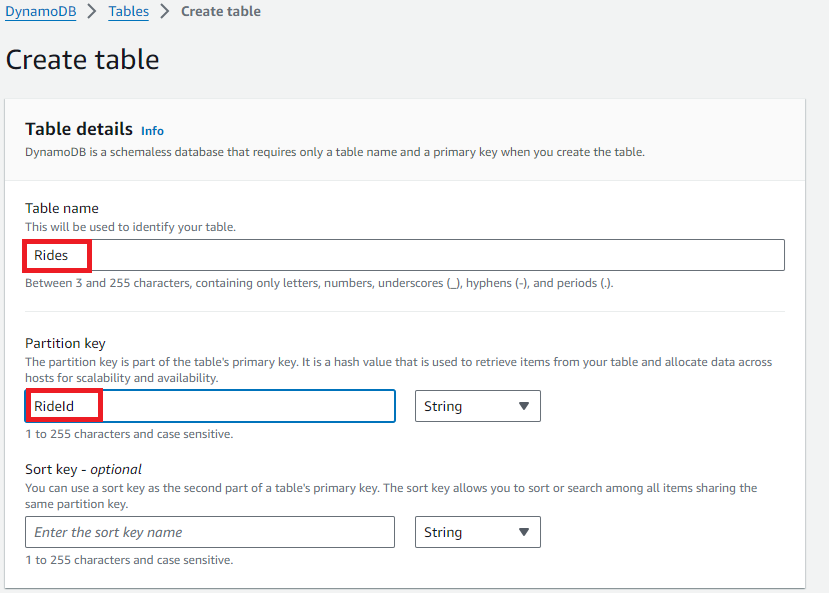 DynamoDB > Tables > Create table
Create table
Table details Info
DynamoDB is a schemaless database that requires only a table name and a primary key when you create the table.
Table name
This will be used to identify your table.
Rides
Between 3 and 255 characters, containing only letters, numbers, underscores (_), hyphens (-), and periods (.).
Partition key
The partition key is part of the table's primary key. It is a hash value that is used to retrieve items from your table and allocate data across
hosts for scalability and availability.
RideId String
1 to 255 characters and case sensitive.
Sort key - optional
You can use a sort key as the second part of a table's primary key. The sort key allows you to sort or search among all items sharing the
same partition key.
Enter the sort key name String
1 to 255 characters and case sensitive.